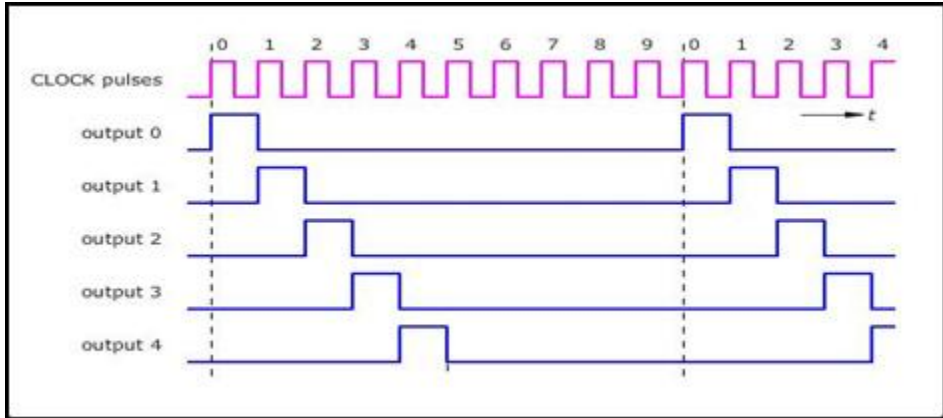 0 1 2 3 4 5 6 7 8 9 0 1 2 3 4
CLOCK pulses
t
output 0
output 1
output 2
output 3
output 4